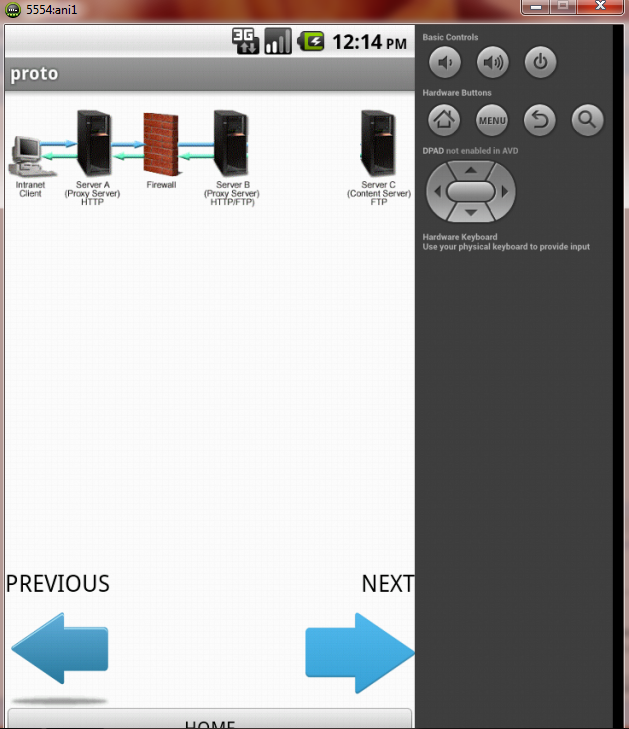 5554:ani1
3G
12:14 PM
proto
Intranet
Client
Server A
(Proxy Server)
HTTP
Firewall
Server B
(Proxy Server)
HTTP/FTP)
Server C
(Content Server)
FTP
PREVIOUS
NEXT
HOME
Basic Controls
Hardware Buttons
MENU
DPAD not enabled in AVD
Hardware Keyboard
Use your physical keyboard to provide input